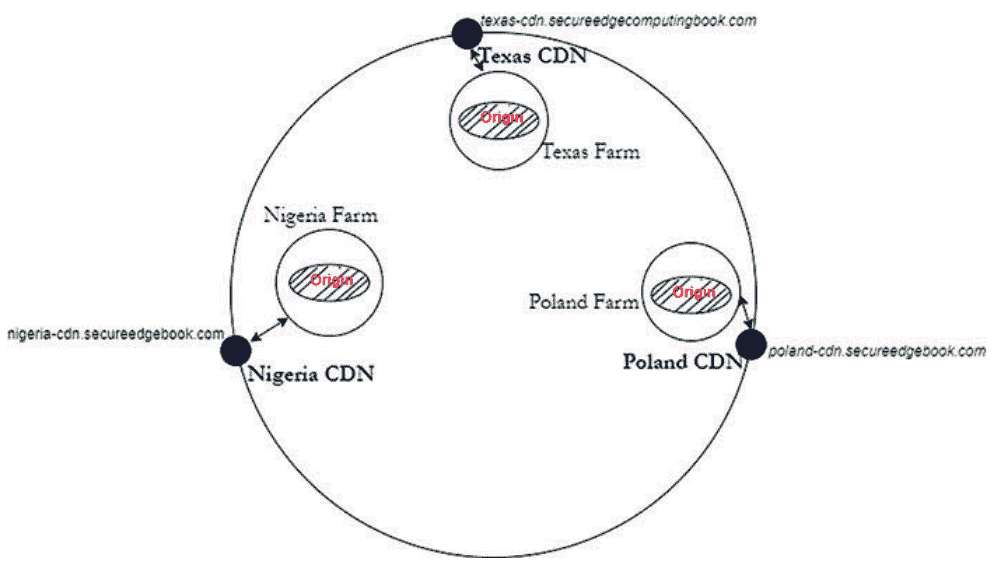 texas-cdn.secureedgecomputingbook.com
Texas CDN
Origin
Texas Farm
Nigeria Farm
Origin
nigeria-cdn.secureedgebook.com
Nigeria CDN
Origin
Poland Farm
poland-cdn.secureedgebook.com
Poland CDN